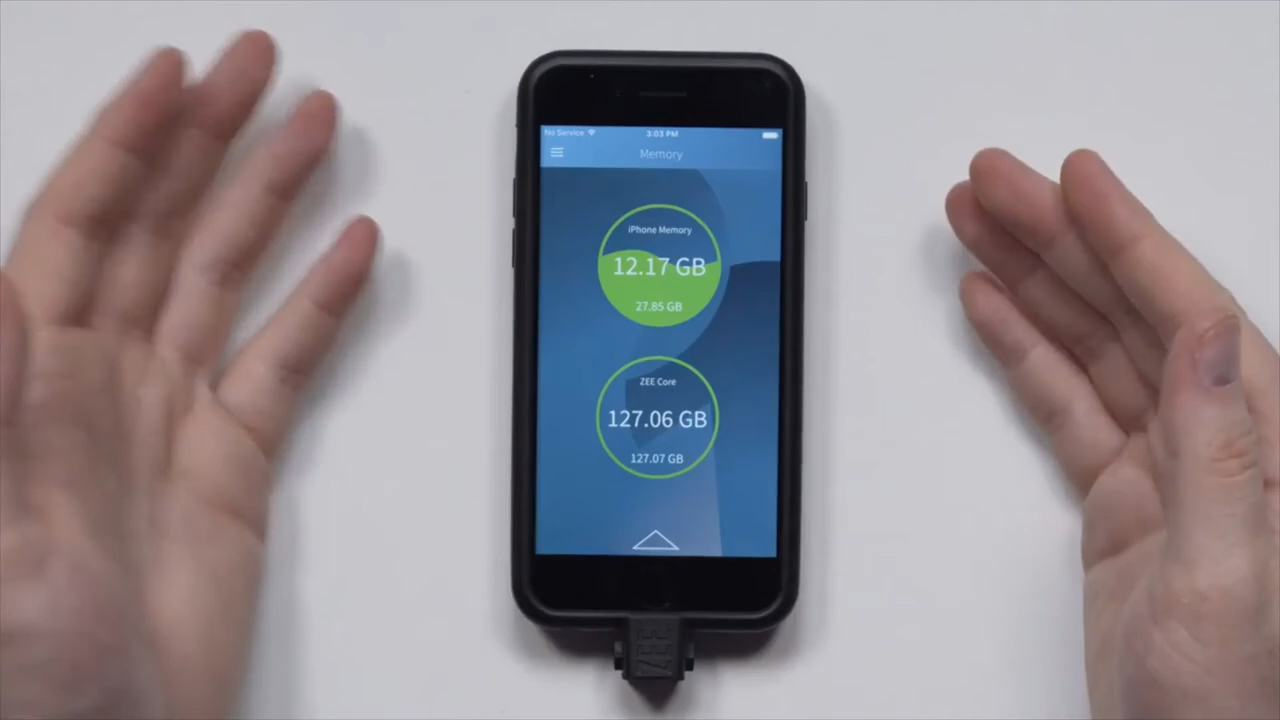 No Service 3:03 PM
Memory
iPhone Memory
12.17 GB
27.85 GB
ZEE Core
127.06 GB
127.07 GB
ZEE